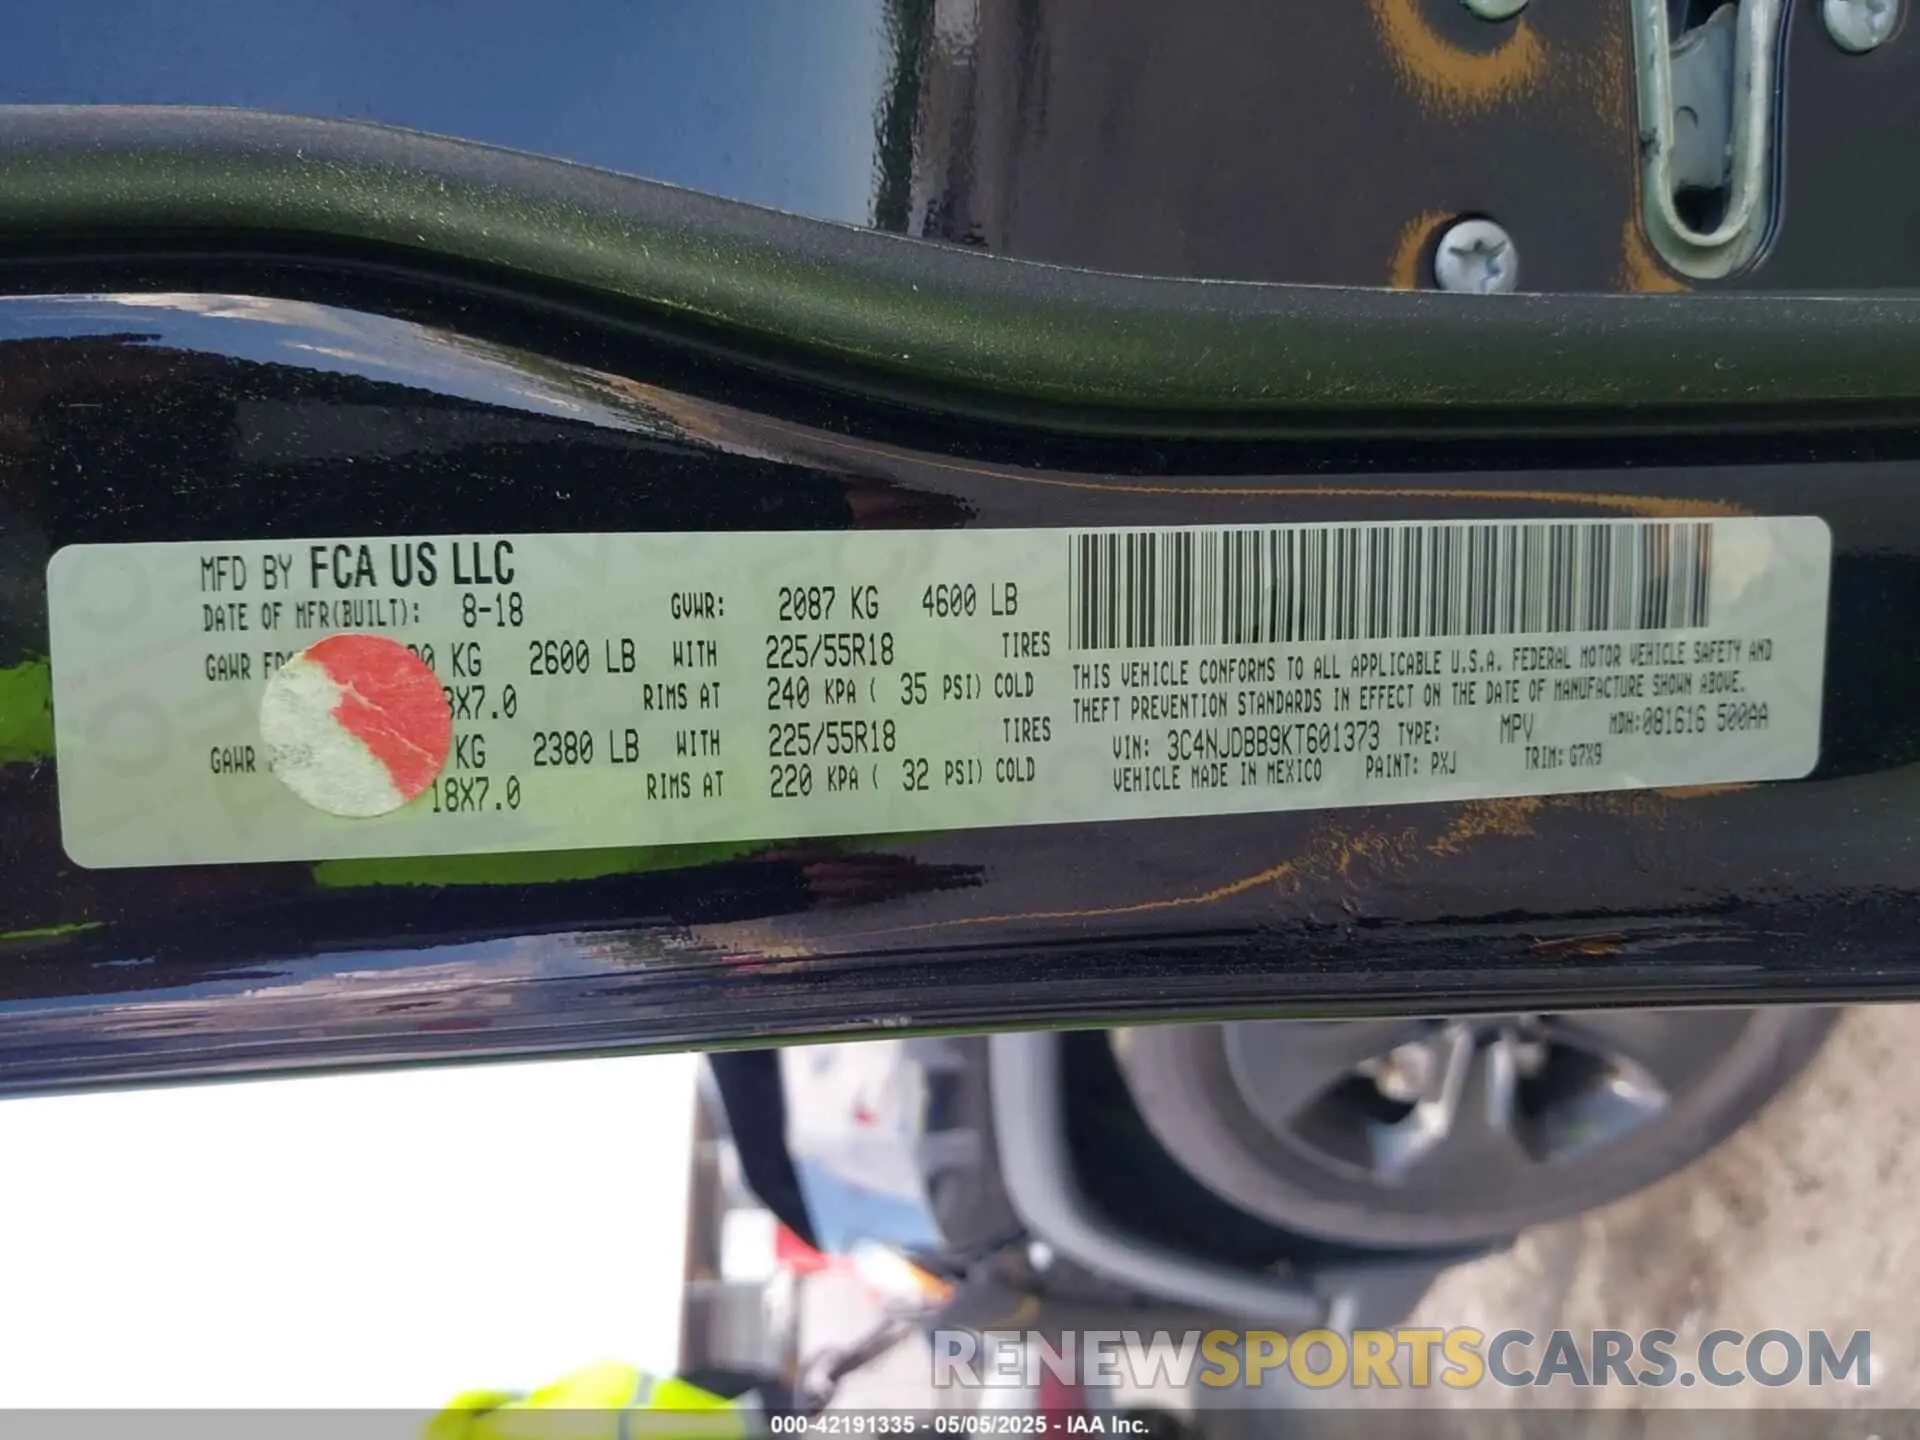 MFD BY FCA US LLC
DATE OF MFR(BUILT): 8-18 GVWR: 2087 KG 4600 LB
GAWR KG 2600 LB WITH 225/55R18 TIRES
X7.0 RIMS AT 240 KPA ( 35 PSI) COLD
GAWR KG 2380 LB WITH 225/55R18 TIRES
18X7.0 RIMS AT 220 KPA ( 32 PSI) COLD
THIS VEHICLE CONFORMS TO ALL APPLICABLE U.S.A. FEDERAL MOTOR VEHICLE SAFETY AND
THEFT PREVENTION STANDARDS IN EFFECT ON THE DATE OF MANUFACTURE SHOWN ABOVE.
VIN: 3C4NJDBB9KT601373 TYPE: MPV MDH:081616 500AA
VEHICLE MADE IN MEXICO PAINT: PXJ TRIM: G7X9
RENEWSPORTSCARS.COM
000-42191335 - 05/05/2025 - IAA Inc.